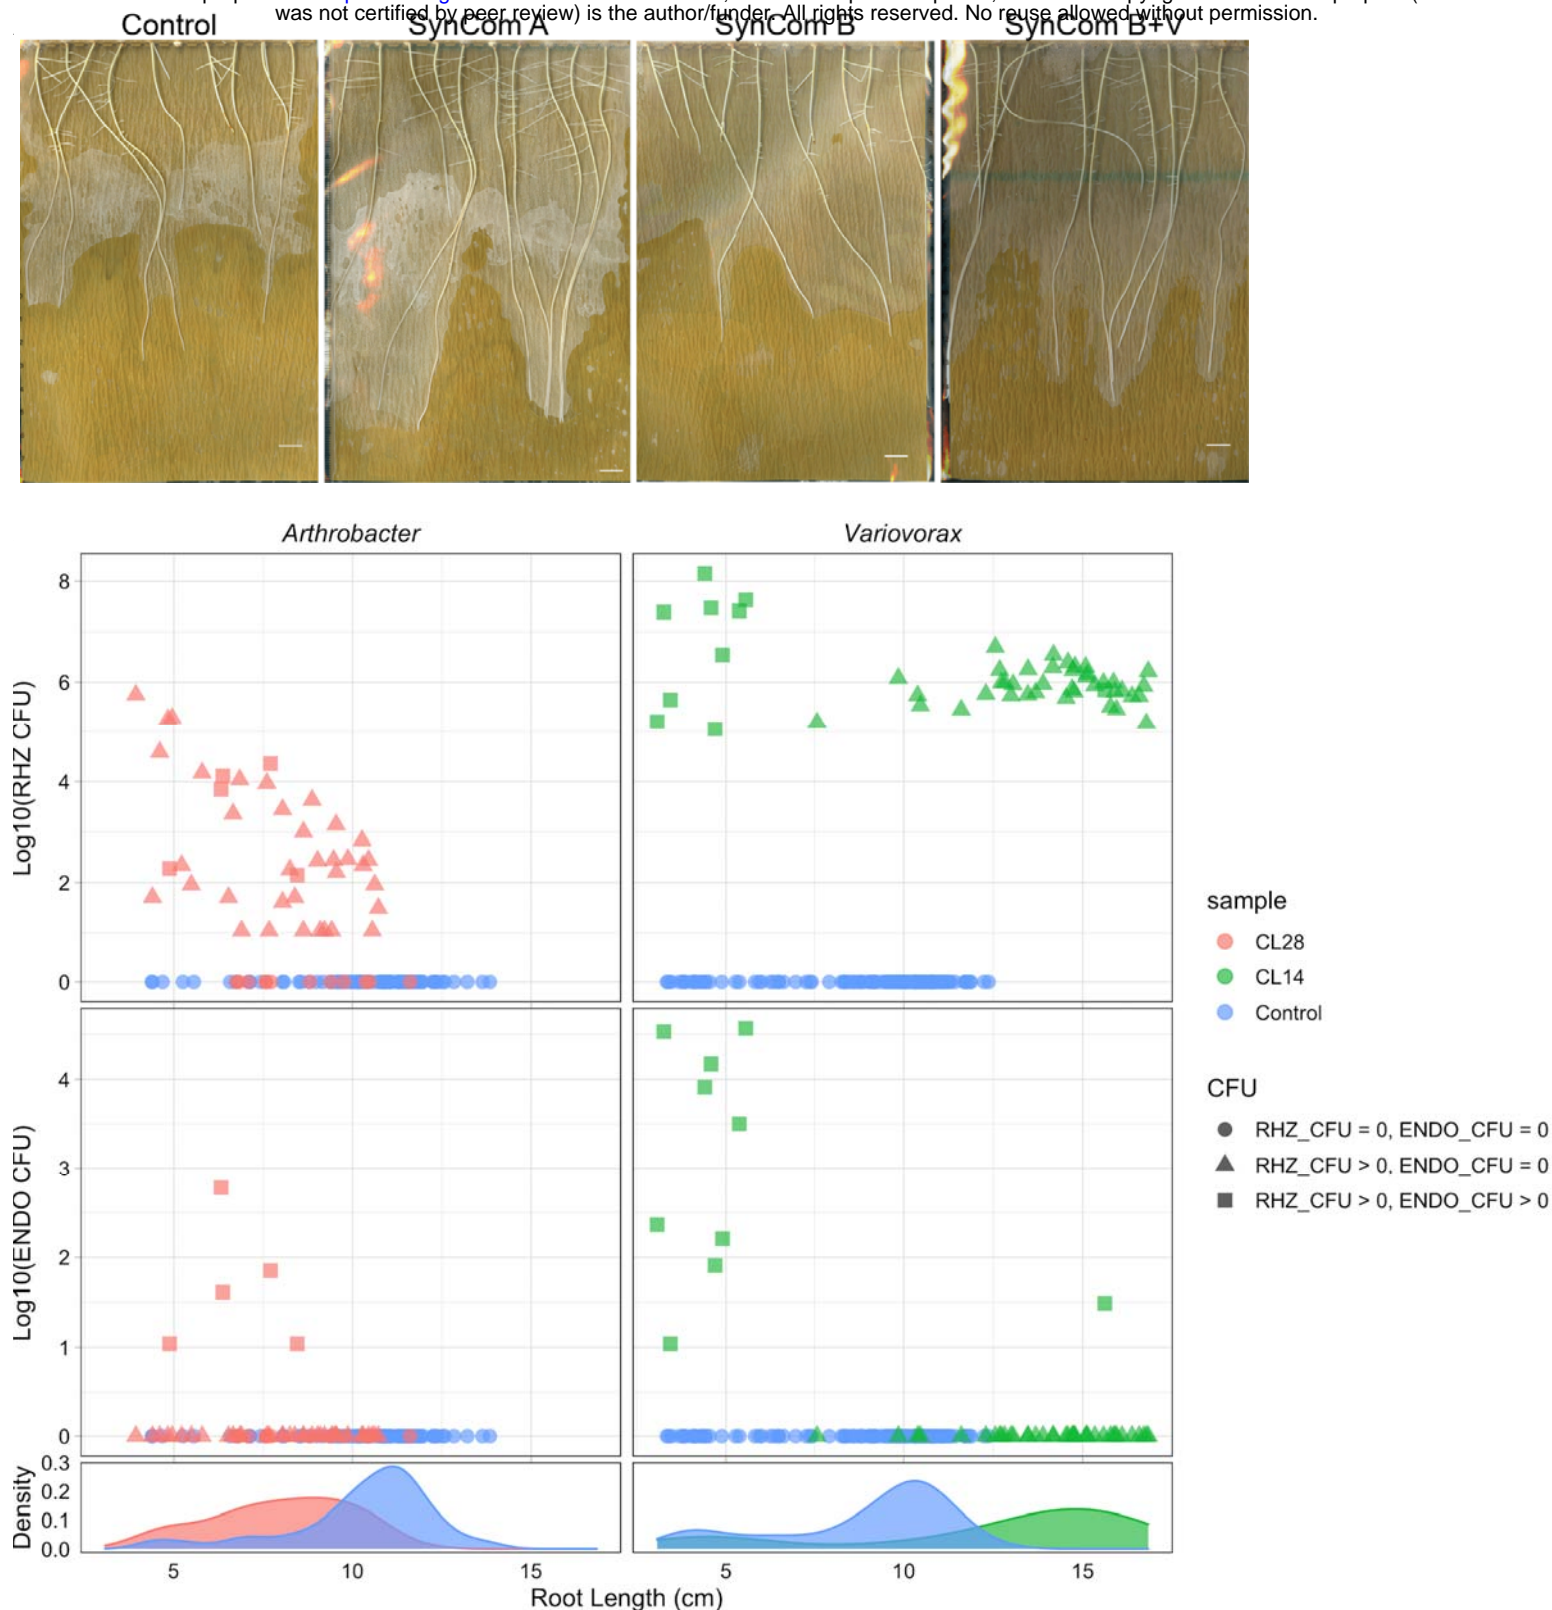 was not certified by peer review) is the author/funder. All rights reserved. No reuse allowed without permission.
Control SynCom A SynCom B SynCom B+V
Arthrobacter Variovorax
Log10(RHZ CFU)
8
6
4
2
0
Log10(ENDO CFU)
4
3
2
1
0
Density
0.3
0.2
0.1
0.0
5 10 15 5 10 15
Root Length (cm)
sample
CL28
CL14
Control
CFU
RHZ_CFU = 0, ENDO_CFU = 0
RHZ_CFU > 0, ENDO_CFU = 0
RHZ_CFU > 0, ENDO_CFU > 0